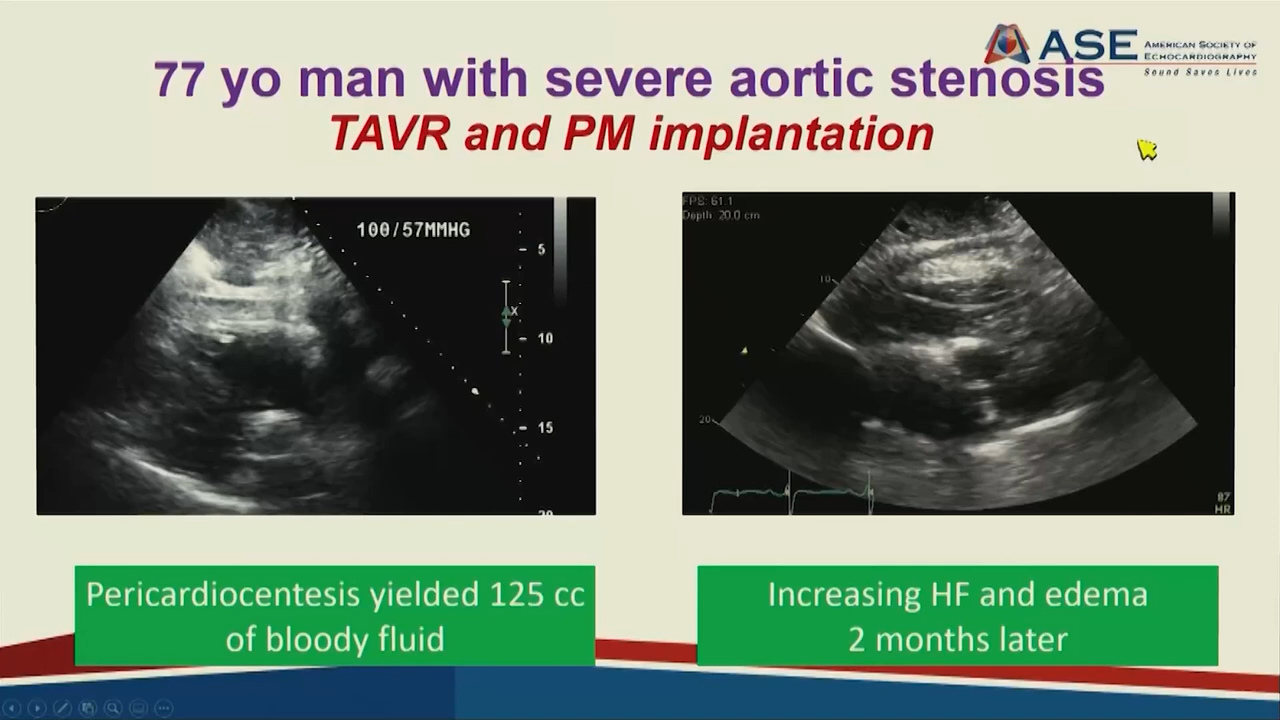 ASE AMERICAN SOCIETY OF
ECHOCARDIOGRAPHY
Sound Saves Lives
77 yo man with severe aortic stenosis
TAVR and PM implantation
100/57MMHG
5
X
10
15
20
FPS: 61.1
Depth: 20.0 cm
10
20
87
HR
Pericardiocentesis yielded 125 cc
of bloody fluid
Increasing HF and edema
2 months later